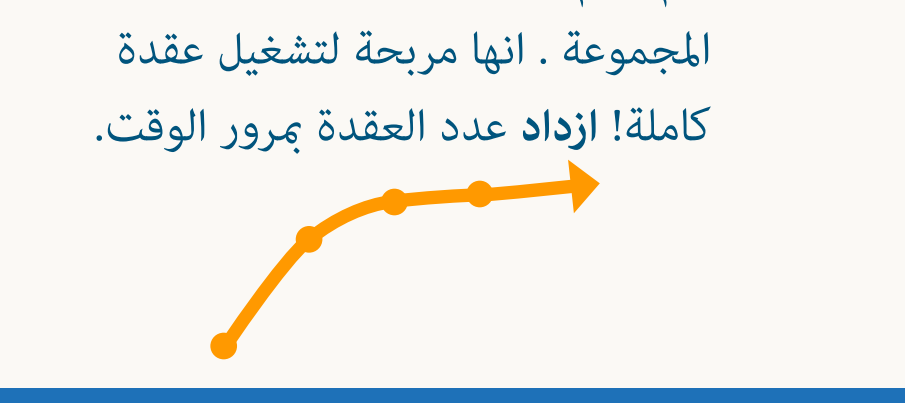 المجموعة . انها مربحة لتشغيل عقدة
كاملة! ازداد عدد العقدة بمرور الوقت.